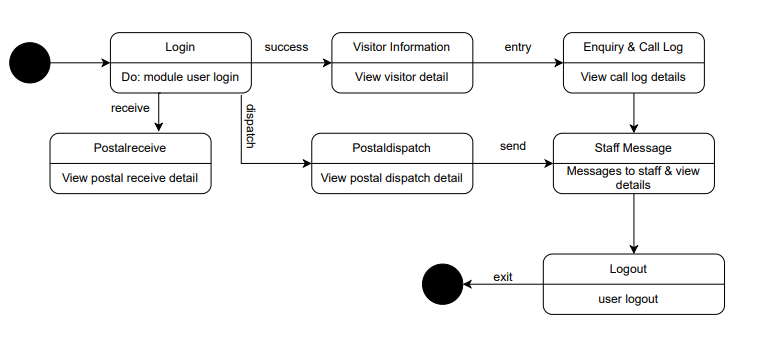 Login
success
Visitor Information
entry
Enquiry & Call Log
Do: module user login
View visitor detail
View call log details
receive
dispatch
Postalreceive
Postaldispatch
send
Staff Message
View postal receive detail
View postal dispatch detail
Messages to staff & view
details
Logout
exit
user logout